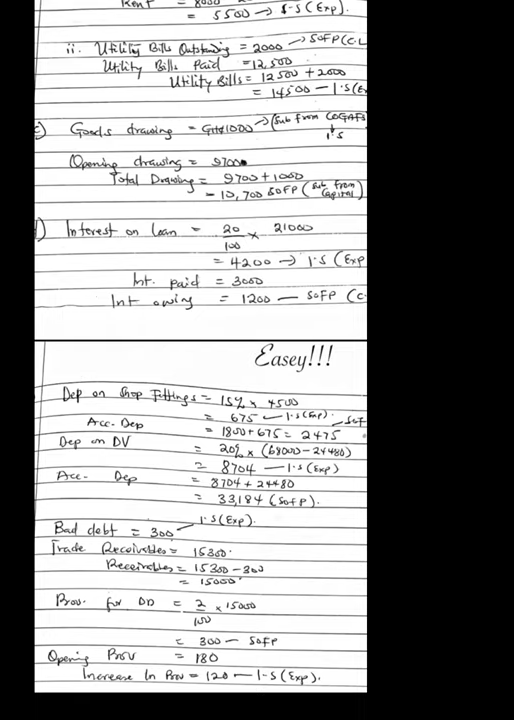 Rent = 8000
= 5500 → I.S (Exp).
ii. Utility Bills Outstanding = 2000 → SOFP (C.L
Utility Bills Paid = 12,500
Utility Bills = 12500 + 2000
= 14500 — I.S (Ex
c) Goods drawing = GH¢1000 → (Sub from COGAFS
↓
I.S
Opening drawing = 9700
Total Drawing = 9700 + 1000
= 10,700 SOFP (Sub from Capital)
d) Interest on loan = 20/100 × 21000
= 4200 → I.S (Exp
Int. paid = 3000
Int owing = 1200 — SOFP (C.
Easey!!!
Dep on Shop Fittings = 15% × 4500
= 675 — I.S (Exp).
Acc. Dep = 1800 + 675 = 2475 — SOF
Dep on DV = 20% × (68000 - 24480)
= 8704 — I.S (Exp)
Acc- Dep = 8704 + 24480
= 33,184 (SOFP).
Bad debt = 300 — I.S (Exp).
Trade Receivables = 15300.
Receivables = 15300 - 300
= 15000
Prov. for DD = 2/100 × 15000
= 300 — SOFP
Opening Prov = 180
Increase In Prov = 120 — I-S (Exp).